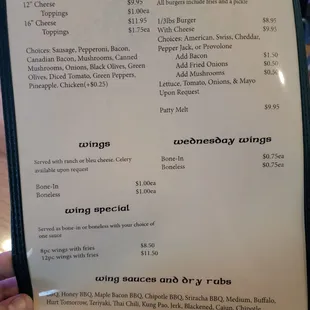 12" Cheese $9.95
Toppings $1.00ea
16" Cheese $11.95
Toppings $1.75ea
Choices: Sausage, Pepperoni, Bacon,
Canadian Bacon, Mushrooms, Canned
Mushrooms, Onions, Black Olives, Green
Olives, Diced Tomato, Green Peppers,
Pineapple. Chicken(+$0.25)
All burgers include fries and a pickle
1/3lbs Burger $8.95
With Cheese $9.95
Choices: American, Swiss, Cheddar,
Pepper Jack, or Provolone
Add Bacon $1.50
Add Fried Onions $0.50
Add Mushrooms $0.50
Lettuce, Tomato, Onions, & Mayo
Upon Request
Patty Melt $9.95
wings
Served with ranch or bleu cheese. Celery
available upon request
Bone-In $1.00ea
Boneless $1.00ea
wednesday wings
Bone-In $0.75ea
Boneless $0.75ea
wing special
Served as bone-in or boneless with your choice of
one sauce
8pc wings with fries $8.50
12pc wings with fries $11.50
wing sauces and dry rubs
Honey BBQ, Maple Bacon BBQ, Chipotle BBQ, Sriracha BBQ, Medium, Buffalo,
Hurt Tomorrow, Teriyaki, Thai Chili, Kung Pao, Jerk, Blackened, Cajun, Chipotle